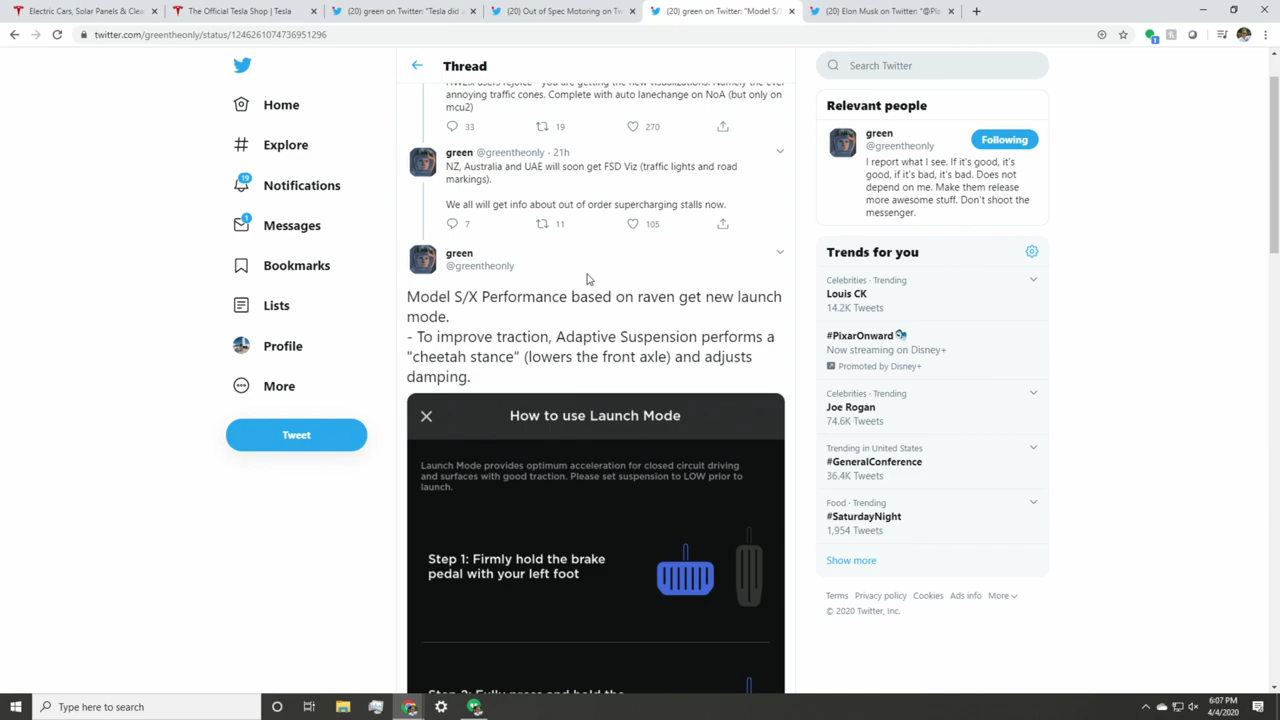 Electric Cars, Solar Panels & Clea
The Official Tesla Shop | Tesla
(20) green on Twitter: "Tesla did a
(20) Out of Spec Motoring on Tw
(20) green on Twitter: "Model S/X
(20) Elon Musk on Twitter: "@Pla
twitter.com/greentheonly/status/1246261074736951296
Home
Explore
19
Notifications
1
Messages
Bookmarks
Lists
Profile
More
Tweet
Thread
annoying traffic cones. Complete with auto lanechange on NoA (but only on
mcu2)
33
19
270
green @greentheonly · 21h
NZ, Australia and UAE will soon get FSD Viz (traffic lights and road
markings).
We all will get info about out of order supercharging stalls now.
7
11
105
green
@greentheonly
Model S/X Performance based on raven get new launch
mode.
- To improve traction, Adaptive Suspension performs a
"cheetah stance" (lowers the front axle) and adjusts
damping.
How to use Launch Mode
Launch Mode provides optimum acceleration for closed circuit driving
and surfaces with good traction. Please set suspension to LOW prior to
launch.
Step 1: Firmly hold the brake
pedal with your left foot
Step 2: Fully press and hold the
Search Twitter
Relevant people
green
@greentheonly
Following
I report what I see. If it's good, it's
good, if it's bad, it's bad. Does not
depend on me. Make them release
more awesome stuff. Don't shoot the
messenger.
Trends for you
Celebrities · Trending
Louis CK
14.2K Tweets
#PixarOnward
Now streaming on Disney+
Promoted by Disney+
Celebrities · Trending
Joe Rogan
74.6K Tweets
Trending in United States
#GeneralConference
36.4K Tweets
Food · Trending
#SaturdayNight
1,954 Tweets
Show more
Terms Privacy policy Cookies Ads info More
© 2020 Twitter, Inc.
Type here to search
6:07 PM
4/4/2020